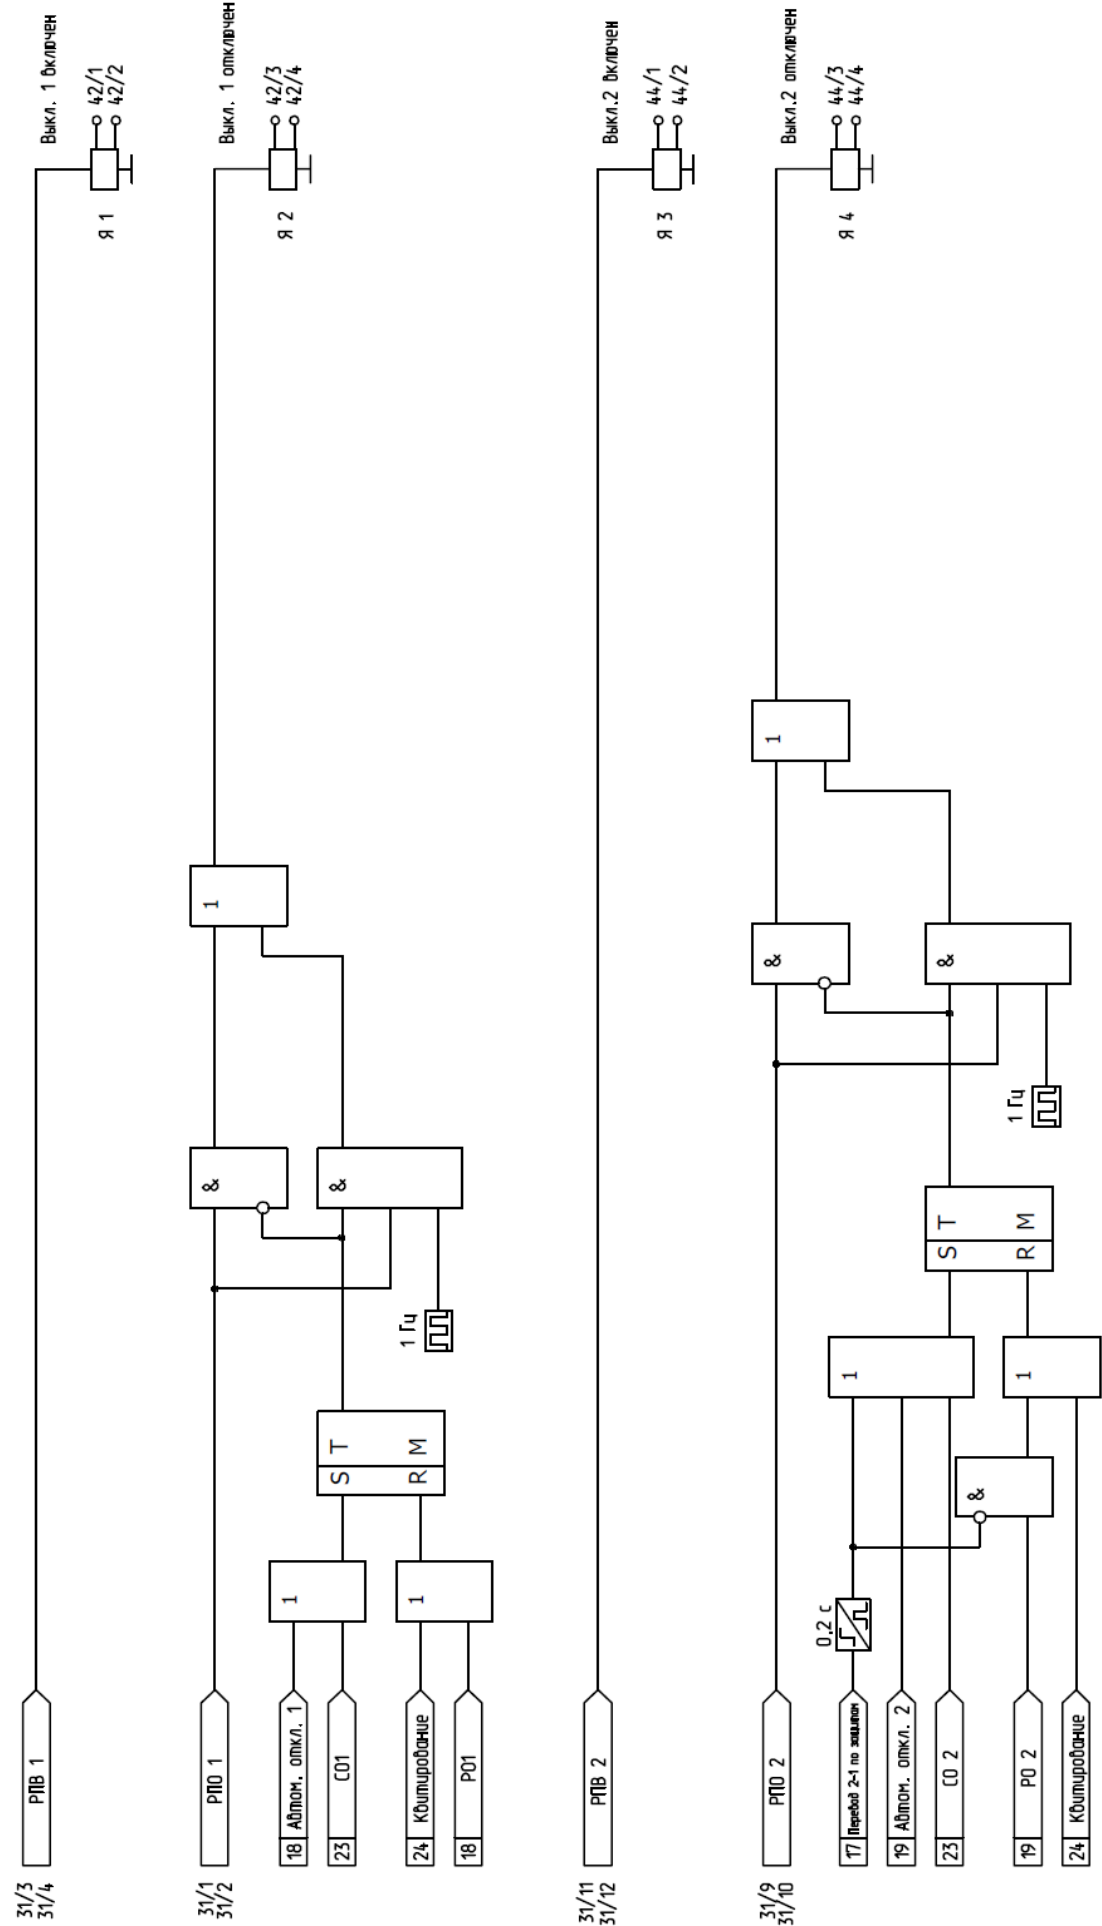 31/3
31/4
РПВ 1
Я 1
Выкл. 1 включен
42/1
42/2
31/1
31/2
РПО 1
18 Автом. откл. 1
23 СО1
24 Квитирование
18 РО1
1
1
S T
R M
1 Гц
&
&
1
Я 2
Выкл. 1 отключен
42/3
42/4
31/11
31/12
РПВ 2
Я 3
Выкл.2 включен
44/1
44/2
31/9
31/10
РПО 2
17 Перевод 2-1 по защитам
19 Автом. откл. 2
23 СО 2
19 РО 2
24 Квитирование
0,2 с
&
1
1
S T
R M
1 Гц
&
&
1
Я 4
Выкл.2 отключен
44/3
44/4